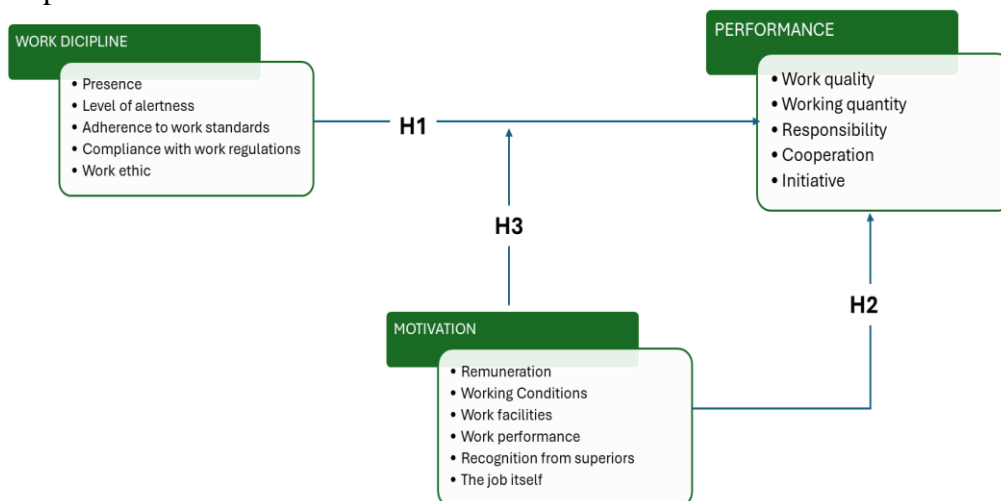 WORK DICIPLINE
• Presence
• Level of alertness
• Adherence to work standards
• Compliance with work regulations
• Work ethic
H1
PERFORMANCE
• Work quality
• Working quantity
• Responsibility
• Cooperation
• Initiative
H3
H2
MOTIVATION
• Remuneration
• Working Conditions
• Work facilities
• Work performance
• Recognition from superiors
• The job itself